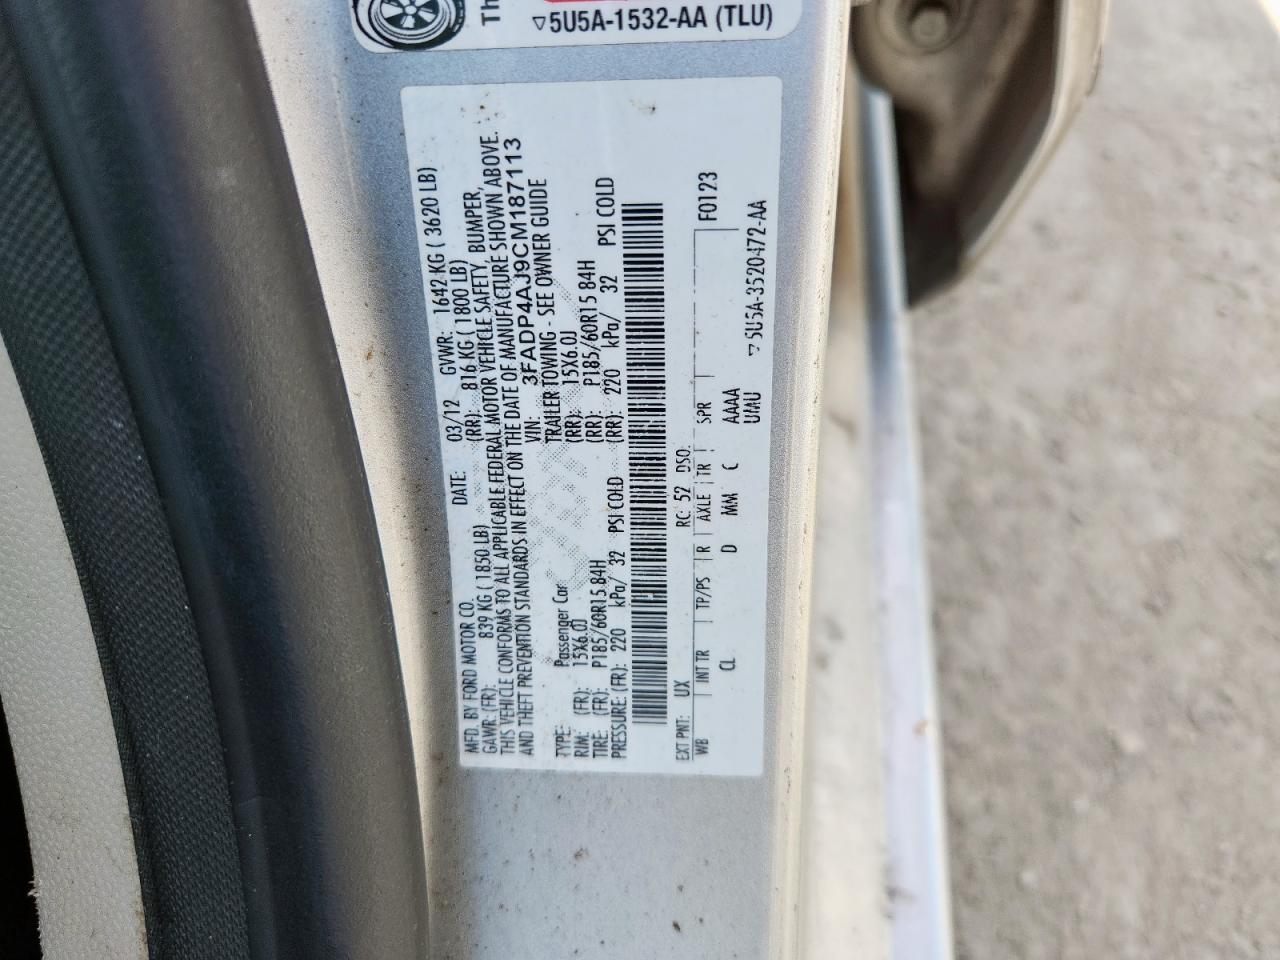 Th
▽5U5A-1532-AA (TLU)
MFD. BY FORD MOTOR CO.
DATE: 03/12 GVWR: 1642 KG ( 3620 LB)
GAWR: (FR): 839 KG ( 1850 LB) (RR): 816 KG ( 1800 LB)
THIS VEHICLE CONFORMS TO ALL APPLICABLE FEDERAL MOTOR VEHICLE SAFETY, BUMPER,
AND THEFT PREVENTION STANDARDS IN EFFECT ON THE DATE OF MANUFACTURE SHOWN ABOVE.
VIN: 3FADP4AJ9CM187113
TYPE: Passenger Car TRAILER TOWING - SEE OWNER GUIDE
RIM: (FR): 15X6.0J (RR): 15X6.0J
TIRE: (FR): P185/60R15 84H (RR): P185/60R15 84H
PRESSURE: (FR): 220 kPa/ 32 PSI COLD (RR): 220 kPa/ 32 PSI COLD
EXT PNT: UX RC: 52 DSO:
WB INT TR TP/PS R AXLE TR SPR F0123
CL D MM C AAAA
UMU
▽5U5A-3520472-AA